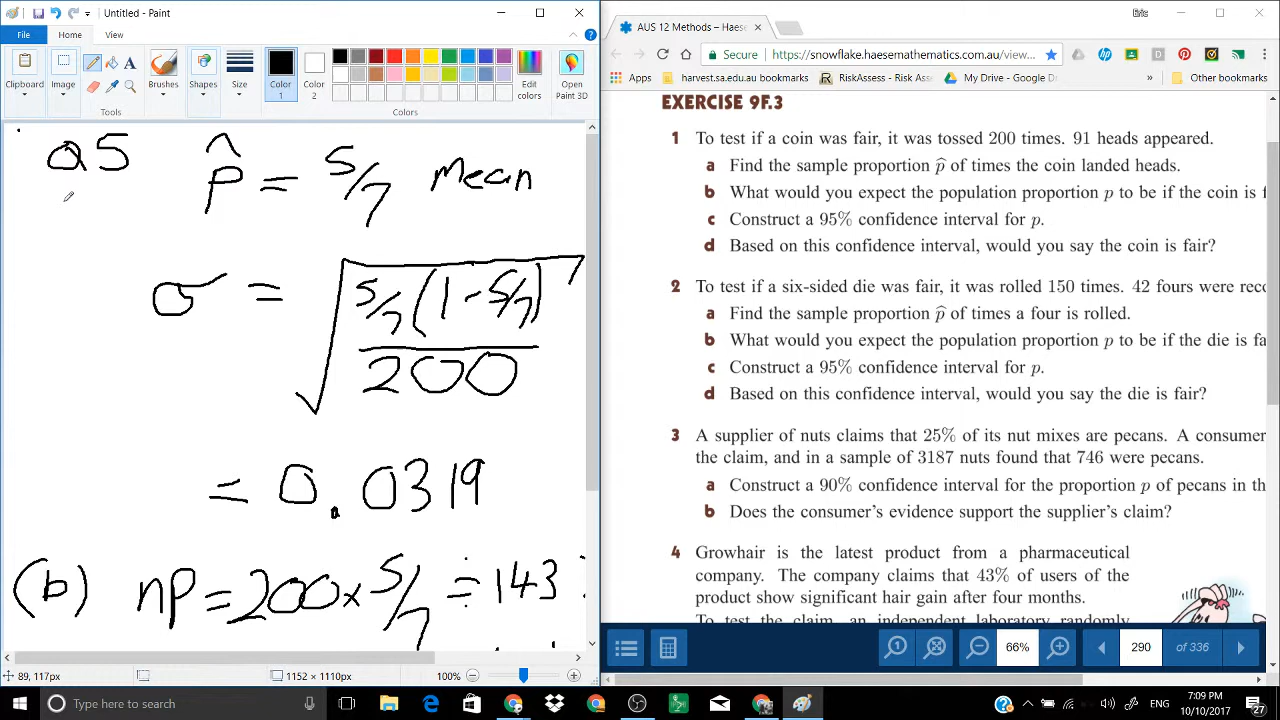 Untitled - Paint
File
Home
View
Clipboard
Image
Tools
Brushes
Shapes
Size
Color 1
Color 2
Edit colors
Open Paint 3D
Colors
Q5 p̂ = 5/7 Mean
σ = √(5/7(1-5/7)/200)
= 0.0319
(b) np = 200 x 5/7 ≑ 143
89, 117px
1152 × 1110px
100%
AUS 12 Methods – Haese
Secure
https://snowflake.haesemathematics.com.au/view...
Apps
harvest.sa.edu.au
RiskAssess - Risk Ass
My Drive - Google
Other bookmarks
EXERCISE 9F.3
1 To test if a coin was fair, it was tossed 200 times. 91 heads appeared.
a Find the sample proportion p̂ of times the coin landed heads.
b What would you expect the population proportion p to be if the coin is f
c Construct a 95% confidence interval for p.
d Based on this confidence interval, would you say the coin is fair?
2 To test if a six-sided die was fair, it was rolled 150 times. 42 fours were reco
a Find the sample proportion p̂ of times a four is rolled.
b What would you expect the population proportion p to be if the die is fa
c Construct a 95% confidence interval for p.
d Based on this confidence interval, would you say the die is fair?
3 A supplier of nuts claims that 25% of its nut mixes are pecans. A consumer
the claim, and in a sample of 3187 nuts found that 746 were pecans.
a Construct a 90% confidence interval for the proportion p of pecans in th
b Does the consumer's evidence support the supplier's claim?
4 Growhair is the latest product from a pharmaceutical
company. The company claims that 43% of users of the
product show significant hair gain after four months.
To test the claim, an independent laboratory randomly
66%
290
of 336
Type here to search
ENG
7:09 PM
10/10/2017
27